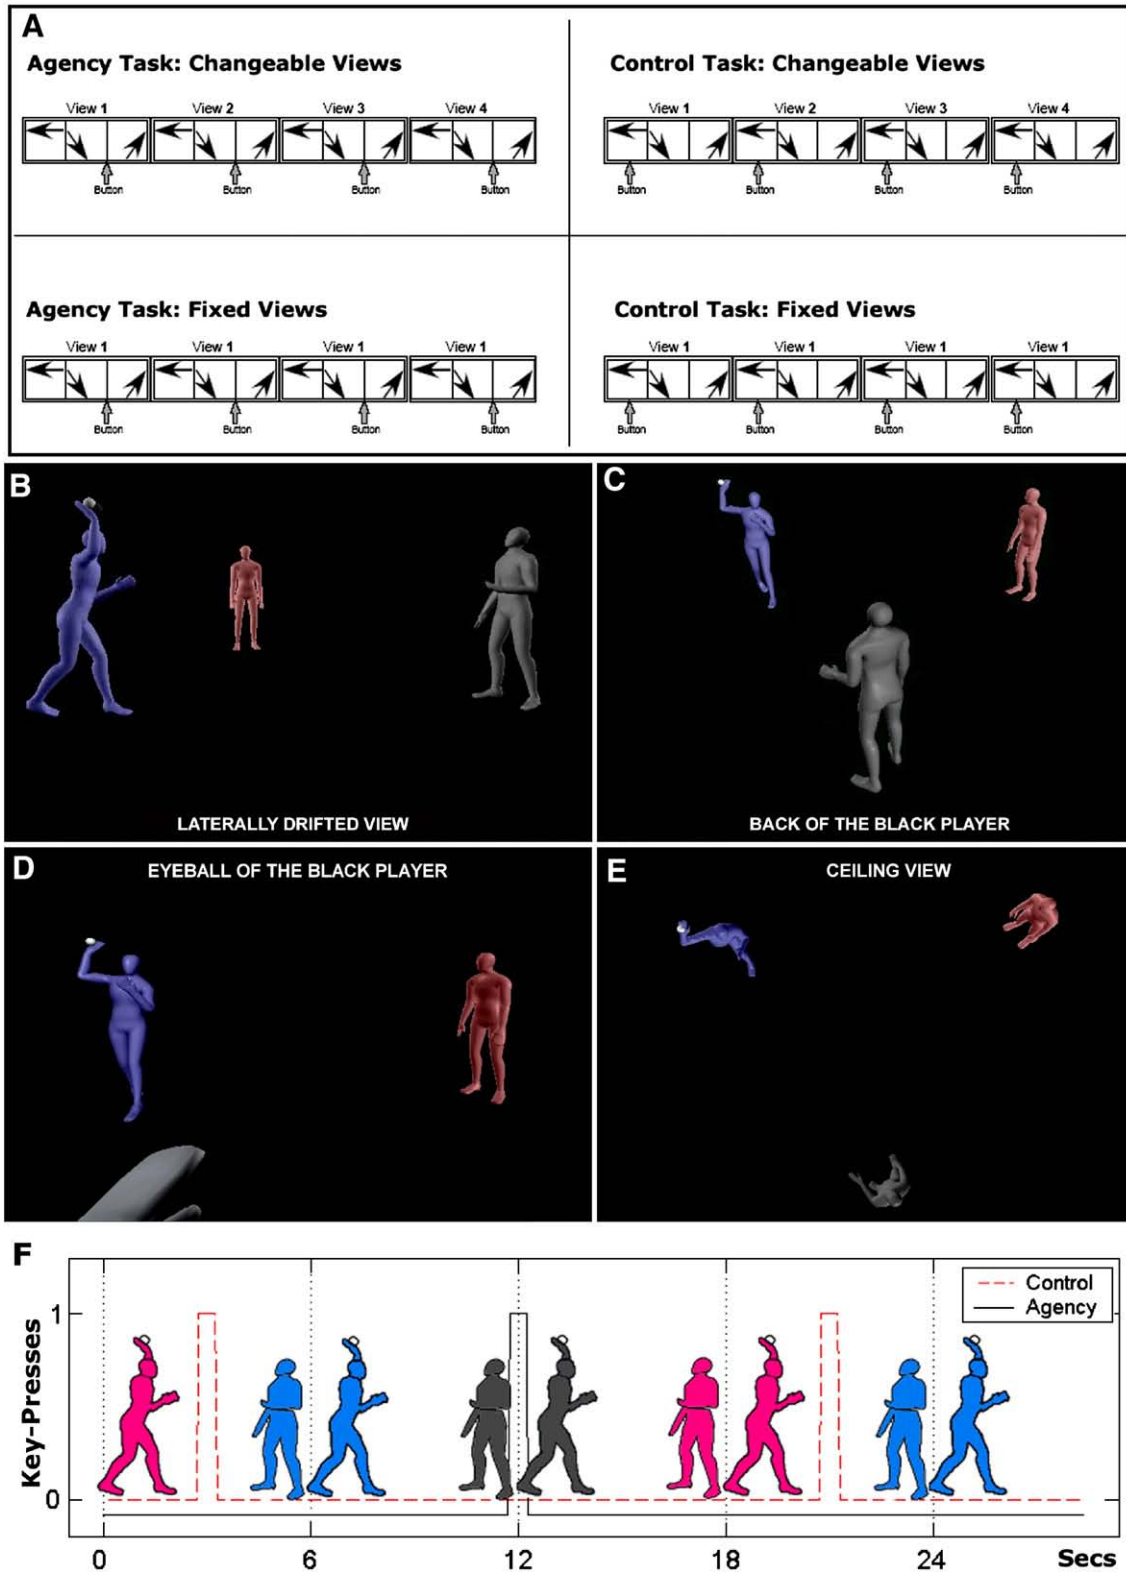 A
Agency Task: Changeable Views
Control Task: Changeable Views
View 1 View 2 View 3 View 4
View 1 View 2 View 3 View 4
Button Button Button Button
Button Button Button Button
Agency Task: Fixed Views
Control Task: Fixed Views
View 1 View 1 View 1 View 1
View 1 View 1 View 1 View 1
Button Button Button Button
Button Button Button Button
B
LATERALLY DRIFTED VIEW
C
BACK OF THE BLACK PLAYER
D
EYEBALL OF THE BLACK PLAYER
E
CEILING VIEW
F
Control
Agency
Key-Presses
1
0
0 6 12 18 24 Secs